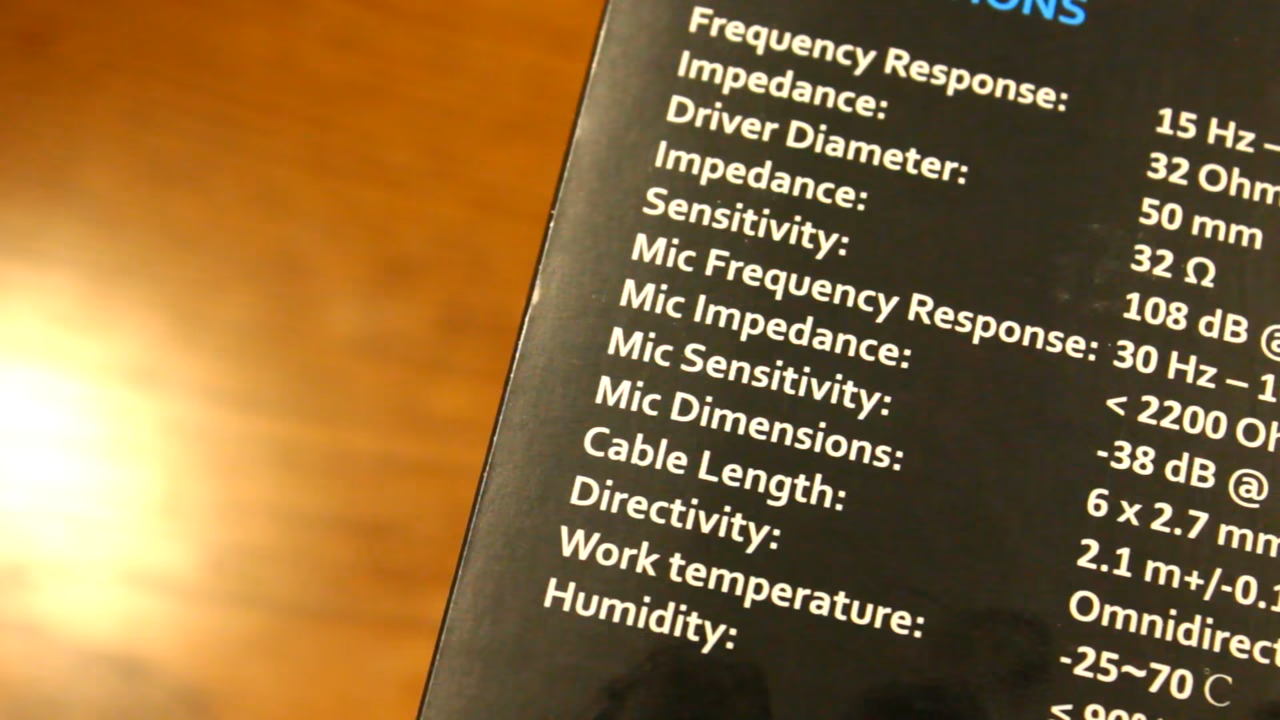 Frequency Response: 15 Hz –
Impedance: 32 Ohm
Driver Diameter: 50 mm
Impedance: 32 Ω
Sensitivity: 108 dB @
Mic Frequency Response: 30 Hz – 1
Mic Impedance: < 2200 Oh
Mic Sensitivity: -38 dB @
Mic Dimensions: 6 x 2.7 mm
Cable Length: 2.1 m+/-0.1
Directivity: Omnidirect
Work temperature: -25~70 ℃
Humidity: